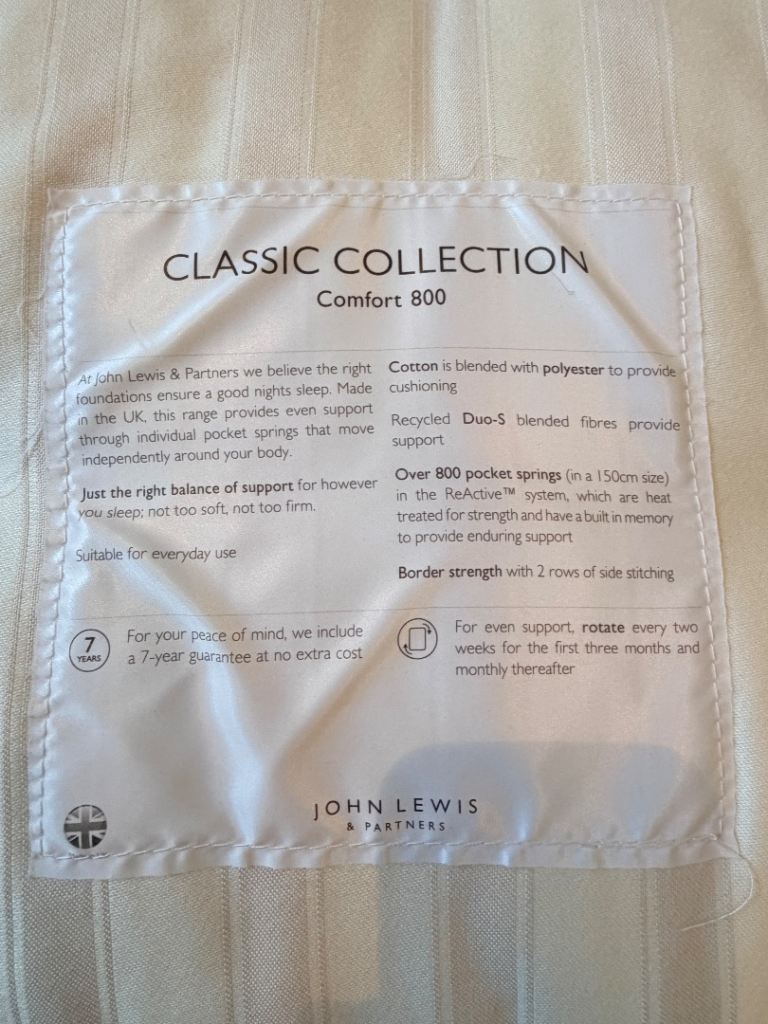 CLASSIC COLLECTION
Comfort 800
At John Lewis & Partners we believe the right
foundations ensure a good nights sleep. Made
in the UK, this range provides even support
through individual pocket springs that move
independently around your body.
Just the right balance of support for however
you sleep; not too soft, not too firm.
Suitable for everyday use
Cotton is blended with polyester to provide
cushioning
Recycled Duo-S blended fibres provide
support
Over 800 pocket springs (in a 150cm size)
in the ReActive™ system, which are heat
treated for strength and have a built in memory
to provide enduring support
Border strength with 2 rows of side stitching
7
YEARS
For your peace of mind, we include
a 7-year guarantee at no extra cost
For even support, rotate every two
weeks for the first three months and
monthly thereafter
JOHN LEWIS
& PARTNERS